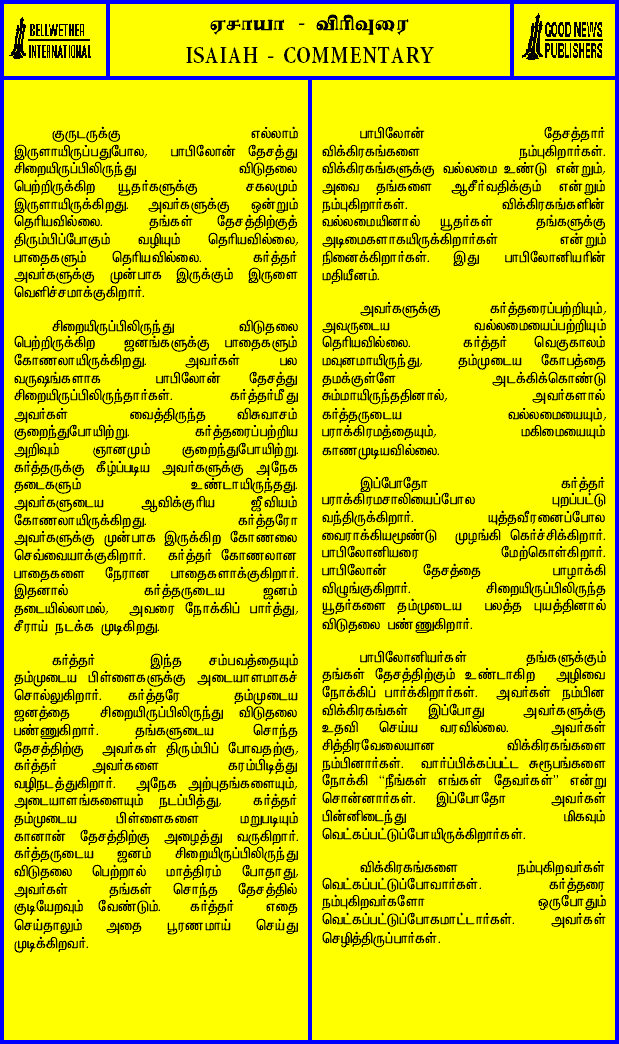 BELLWETHER
INTERNATIONAL
ஏசாயா - விரிவுரை
ISAIAH - COMMENTARY
GOOD NEWS
PUBLISHERS
குருடருக்கு எல்லாம்
இருளாயிருப்பதுபோல, பாபிலோன் தேசத்து
சிறையிருப்பிலிருந்து விடுதலை
பெற்றிருக்கிற யூதர்களுக்கு சகலமும்
இருளாயிருக்கிறது. அவர்களுக்கு ஒன்றும்
தெரியவில்லை. தங்கள் தேசத்திற்குத்
திரும்பிப்போகும் வழியும் தெரியவில்லை,
பாதைகளும் தெரியவில்லை. கர்த்தர்
அவர்களுக்கு முன்பாக இருக்கும் இருளை
வெளிச்சமாக்குகிறார்.
சிறையிருப்பிலிருந்து விடுதலை
பெற்றிருக்கிற ஜனங்களுக்கு பாதைகளும்
கோணலாயிருக்கிறது. அவர்கள் பல
வருஷங்களாக பாபிலோன் தேசத்து
சிறையிருப்பிலிருந்தார்கள். கர்த்தர்மீது
அவர்கள் வைத்திருந்த விசுவாசம்
குறைந்துபோயிற்று. கர்த்தரைப்பற்றிய
அறிவும் ஞானமும் குறைந்துபோயிற்று.
கர்த்தருக்கு கீழ்ப்படிய அவர்களுக்கு அநேக
தடைகளும் உண்டாயிருந்தது.
அவர்களுடைய ஆவிக்குரிய ஜீவியம்
கோணலாயிருக்கிறது. கர்த்தரோ
அவர்களுக்கு முன்பாக இருக்கிற கோணலை
செவ்வையாக்குகிறார். கர்த்தர் கோணலான
பாதைகளை நேரான பாதைகளாக்குகிறார்.
இதனால் கர்த்தருடைய ஜனம்
தடையில்லாமல், அவரை நோக்கிப் பார்த்து,
சீராய் நடக்க முடிகிறது.
கர்த்தர் இந்த சம்பவத்தையும்
தம்முடைய பிள்ளைகளுக்கு அடையாளமாகச்
சொல்லுகிறார். கர்த்தரே தம்முடைய
ஜனத்தை சிறையிருப்பிலிருந்து விடுதலை
பண்ணுகிறார். தங்களுடைய சொந்த
தேசத்திற்கு அவர்கள் திரும்பிப் போவதற்கு,
கர்த்தர் அவர்களை கரம்பிடித்து
வழிநடத்துகிறார். அநேக அற்புதங்களையும்,
அடையாளங்களையும் நடப்பித்து, கர்த்தர்
தம்முடைய பிள்ளைகளை மறுபடியும்
கானான் தேசத்திற்கு அழைத்து வருகிறார்.
கர்த்தருடைய ஜனம் சிறையிருப்பிலிருந்து
விடுதலை பெற்றால் மாத்திரம் போதாது,
அவர்கள் தங்கள் சொந்த தேசத்தில்
குடியேறவும் வேண்டும். கர்த்தர் எதை
செய்தாலும் அதை பூரணமாய் செய்து
முடிக்கிறவர்.
பாபிலோன் தேசத்தார்
விக்கிரகங்களை நம்புகிறார்கள்.
விக்கிரகங்களுக்கு வல்லமை உண்டு என்றும்,
அவை தங்களை ஆசீர்வதிக்கும் என்றும்
நம்புகிறார்கள். விக்கிரகங்களின்
வல்லமையினால் யூதர்கள் தங்களுக்கு
அடிமைகளாகயிருக்கிறார்கள் என்றும்
நினைக்கிறார்கள். இது பாபிலோனியரின்
மதியீனம்.
அவர்களுக்கு கர்த்தரைப்பற்றியும்,
அவருடைய வல்லமையைப்பற்றியும்
தெரியவில்லை. கர்த்தர் வெகுகாலம்
மவுனமாயிருந்து, தம்முடைய கோபத்தை
தமக்குள்ளே அடக்கிக்கொண்டு
சும்மாயிருந்ததினால், அவர்களால்
கர்த்தருடைய வல்லமையையும்,
பராக்கிரமத்தையும், மகிமையையும்
காணமுடியவில்லை.
இப்போதோ கர்த்தர்
பராக்கிரமசாலியைப்போல புறப்பட்டு
வந்திருக்கிறார். யுத்தவீரனைப்போல
வைராக்கியமூண்டு முழங்கி கெர்ச்சிக்கிறார்.
பாபிலோனியரை மேற்கொள்கிறார்.
பாபிலோன் தேசத்தை பாழாக்கி
விழுங்குகிறார். சிறையிருப்பிலிருந்த
யூதர்களை தம்முடைய பலத்த புயத்தினால்
விடுதலை பண்ணுகிறார்.
பாபிலோனியர்கள் தங்களுக்கும்
தங்கள் தேசத்திற்கும் உண்டாகிற அழிவை
நோக்கிப் பார்க்கிறார்கள். அவர்கள் நம்பின
விக்கிரகங்கள் இப்போது அவர்களுக்கு
உதவி செய்ய வரவில்லை. அவர்கள்
சித்திரவேலையான விக்கிரகங்களை
நம்பினார்கள். வார்ப்பிக்கப்பட்ட சுரூபங்களை
நோக்கி “நீங்கள் எங்கள் தேவர்கள்” என்று
சொன்னார்கள். இப்போதோ அவர்கள்
பின்னிடைந்து மிகவும்
வெட்கப்பட்டுப்போயிருக்கிறார்கள்.
விக்கிரகங்களை நம்புகிறவர்கள்
வெட்கப்பட்டுப்போவார்கள். கர்த்தரை
நம்புகிறவர்களோ ஒருபோதும்
வெட்கப்பட்டுப்போகமாட்டார்கள். அவர்கள்
செழித்திருப்பார்கள்.